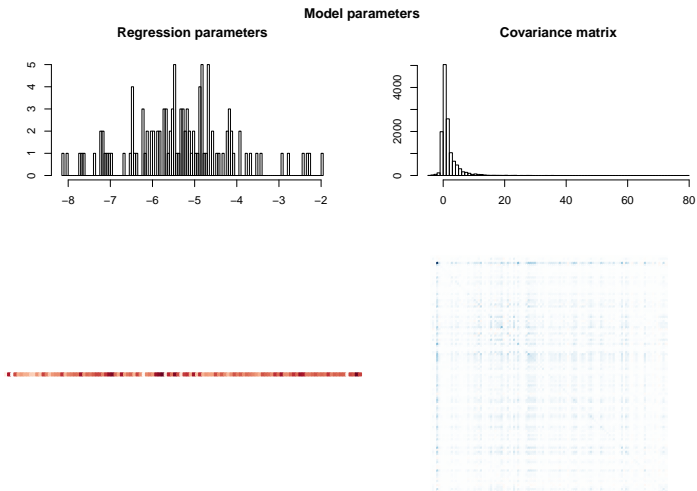 Model parameters
Regression parameters
Covariance matrix
5
4
3
2
1
0
−8 −7 −6 −5 −4 −3 −2
4000
2000
0
0 20 40 60 80